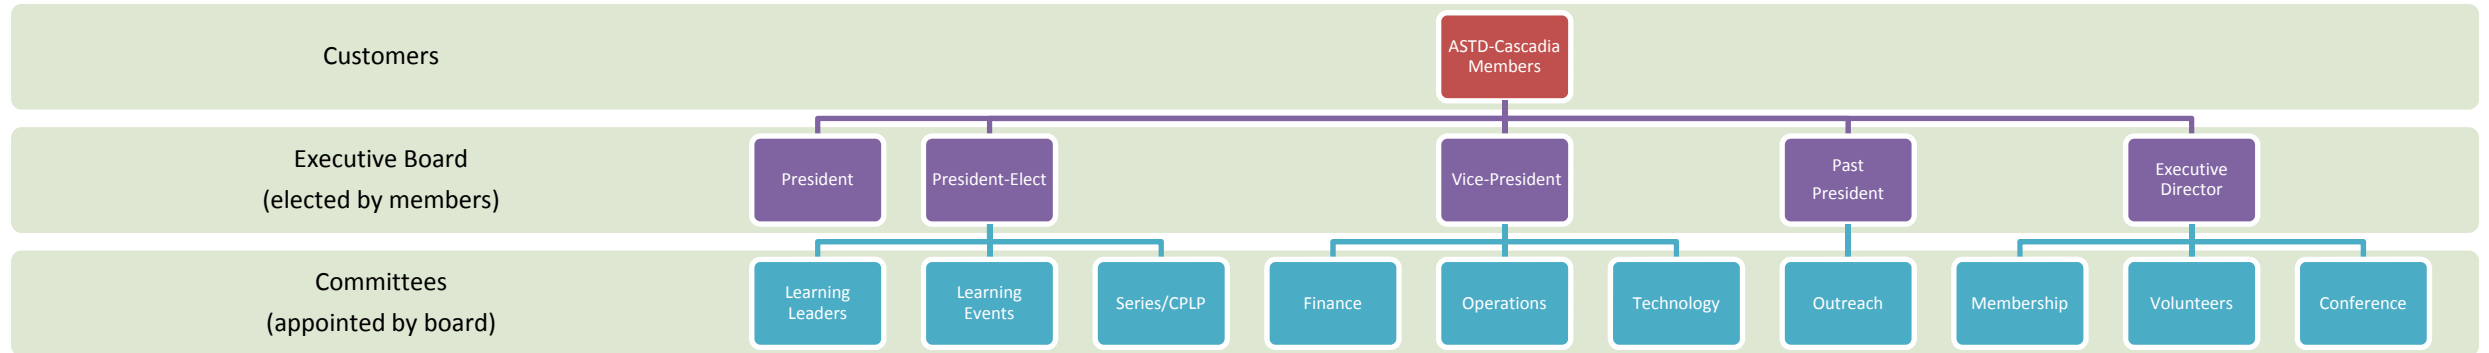 Customers
ASTD-Cascadia
Members
Executive Board
(elected by members)
President
President-Elect
Vice-President
Past
President
Executive
Director
Committees
(appointed by board)
Learning
Leaders
Learning
Events
Series/CPLP
Finance
Operations
Technology
Outreach
Membership
Volunteers
Conference